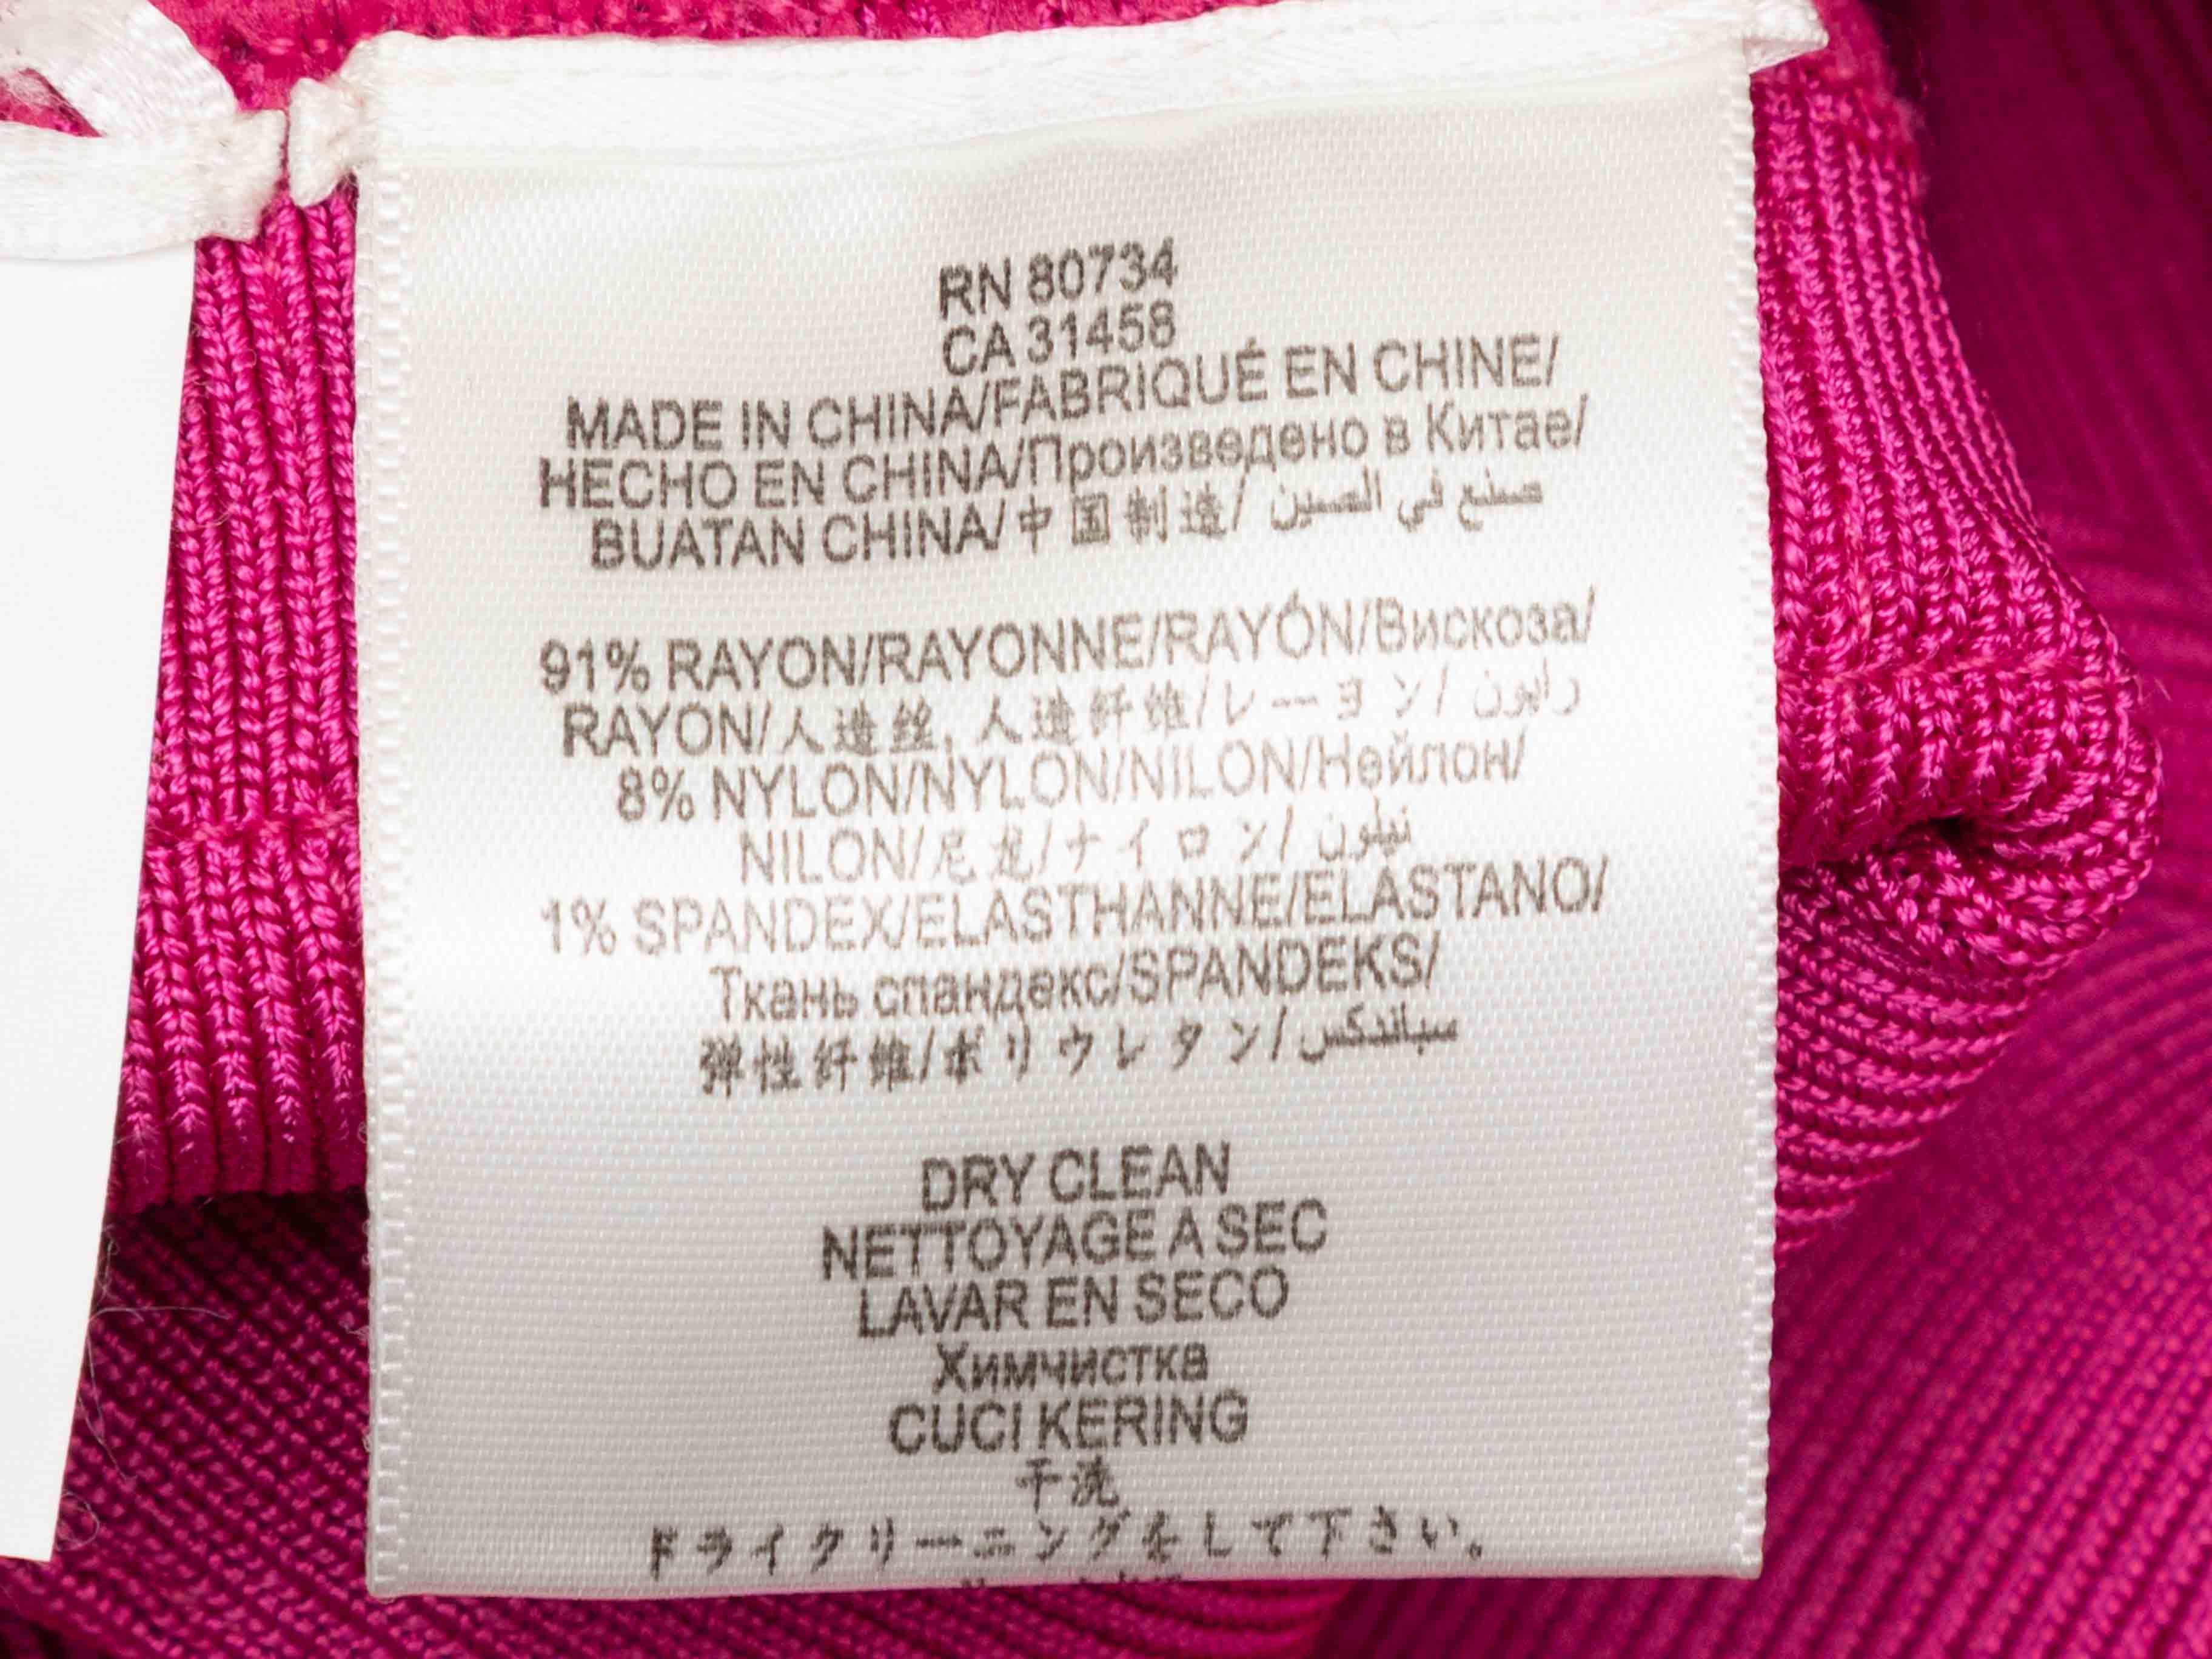 RN 80734
CA 31458
MADE IN CHINA/FABRIQUÉ EN CHINE/
HECHO EN CHINA/Произведено в Китае/
BUATAN CHINA/中国制造/ صنع في الصين
91% RAYON/RAYONNE/RAYÓN/Вискоза/
RAYON/人造丝, 人造纤维/レーヨン/ رايون
8% NYLON/NYLON/NILON/Нейлон/
NILON/尼龙/ナイロン/ نيلون
1% SPANDEX/ELASTHANNE/ELASTANO/
Ткань спандекс/SPANDEKS/
弹性纤维/ポリウレタン/ سباندكس
DRY CLEAN
NETTOYAGE A SEC
LAVAR EN SECO
Химчистка
CUCI KERING
干洗
ドライクリーニングをして下さい。